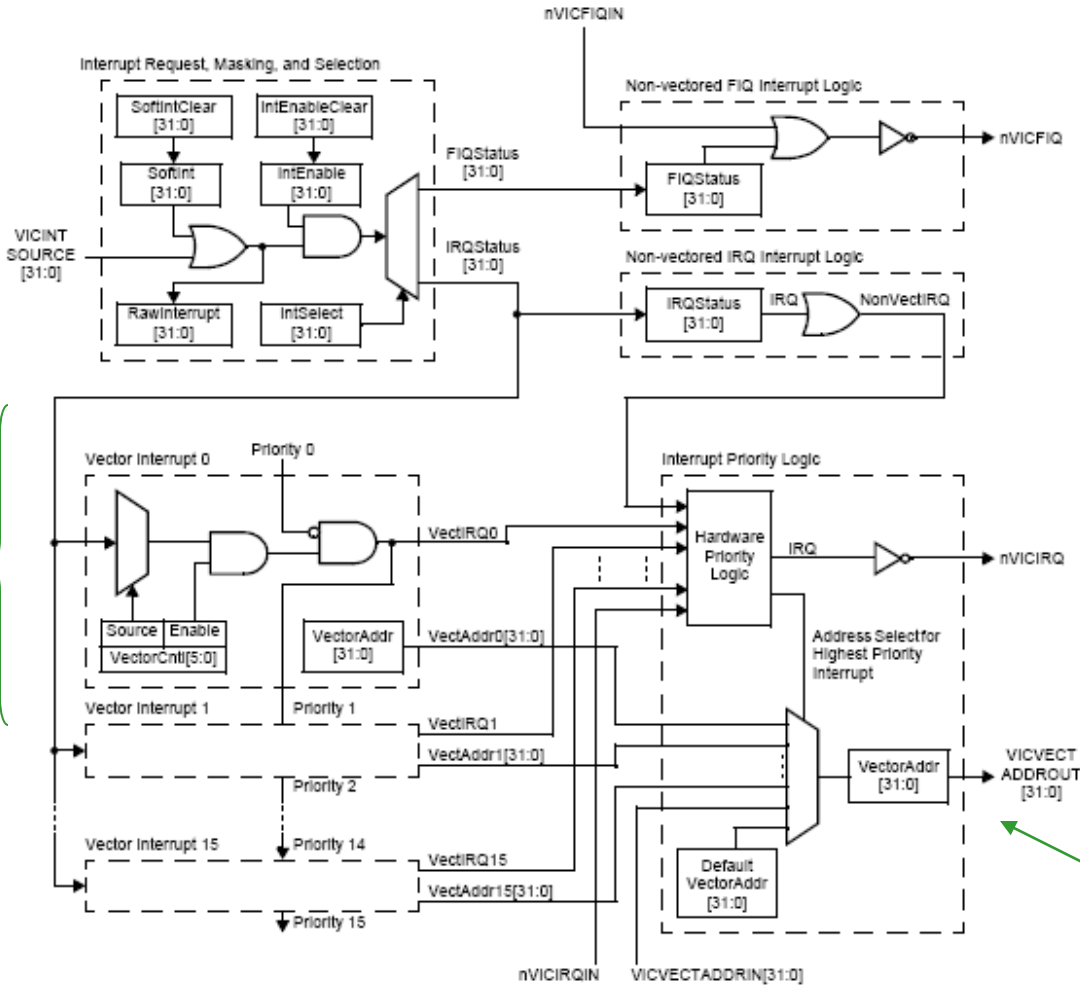 nVICFIQIN
Interrupt Request, Masking, and Selection
SoftIntClear
[31:0]
IntEnableClear
[31:0]
SoftInt
[31:0]
IntEnable
[31:0]
VICINT
SOURCE
[31:0]
RawInterrupt
[31:0]
IntSelect
[31:0]
FIQStatus
[31:0]
IRQStatus
[31:0]
Non-vectored FIQ Interrupt Logic
FIQStatus
[31:0]
nVICFIQ
Non-vectored IRQ Interrupt Logic
IRQStatus
[31:0]
IRQ
NonVectIRQ
Vector Interrupt 0
Priority 0
Source
Enable
VectorCntl[5:0]
VectorAddr
[31:0]
VectIRQ0
VectAddr0[31:0]
Vector Interrupt 1
Priority 1
VectIRQ1
VectAddr1[31:0]
Priority 2
Vector Interrupt 15
Priority 14
VectIRQ15
VectAddr15[31:0]
Priority 15
Interrupt Priority Logic
Hardware
Priority
Logic
IRQ
nVICIRQ
Address Select for
Highest Priority
Interrupt
VectorAddr
[31:0]
VICVECT
ADDROUT
[31:0]
Default
VectorAddr
[31:0]
nVICIRQIN
VICVECTADDRIN[31:0]